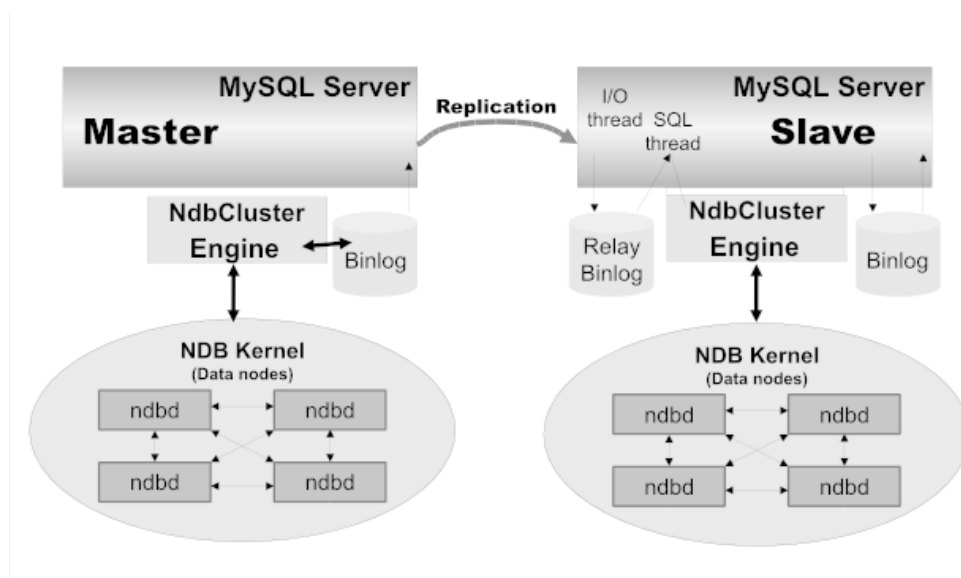 MySQL Server
Master
Replication
MySQL Server
Slave
I/O
thread
SQL
thread
NdbCluster
Engine
Binlog
Relay
Binlog
NdbCluster
Engine
Binlog
NDB Kernel
(Data nodes)
ndbd
ndbd
ndbd
ndbd
NDB Kernel
(Data nodes)
ndbd
ndbd
ndbd
ndbd